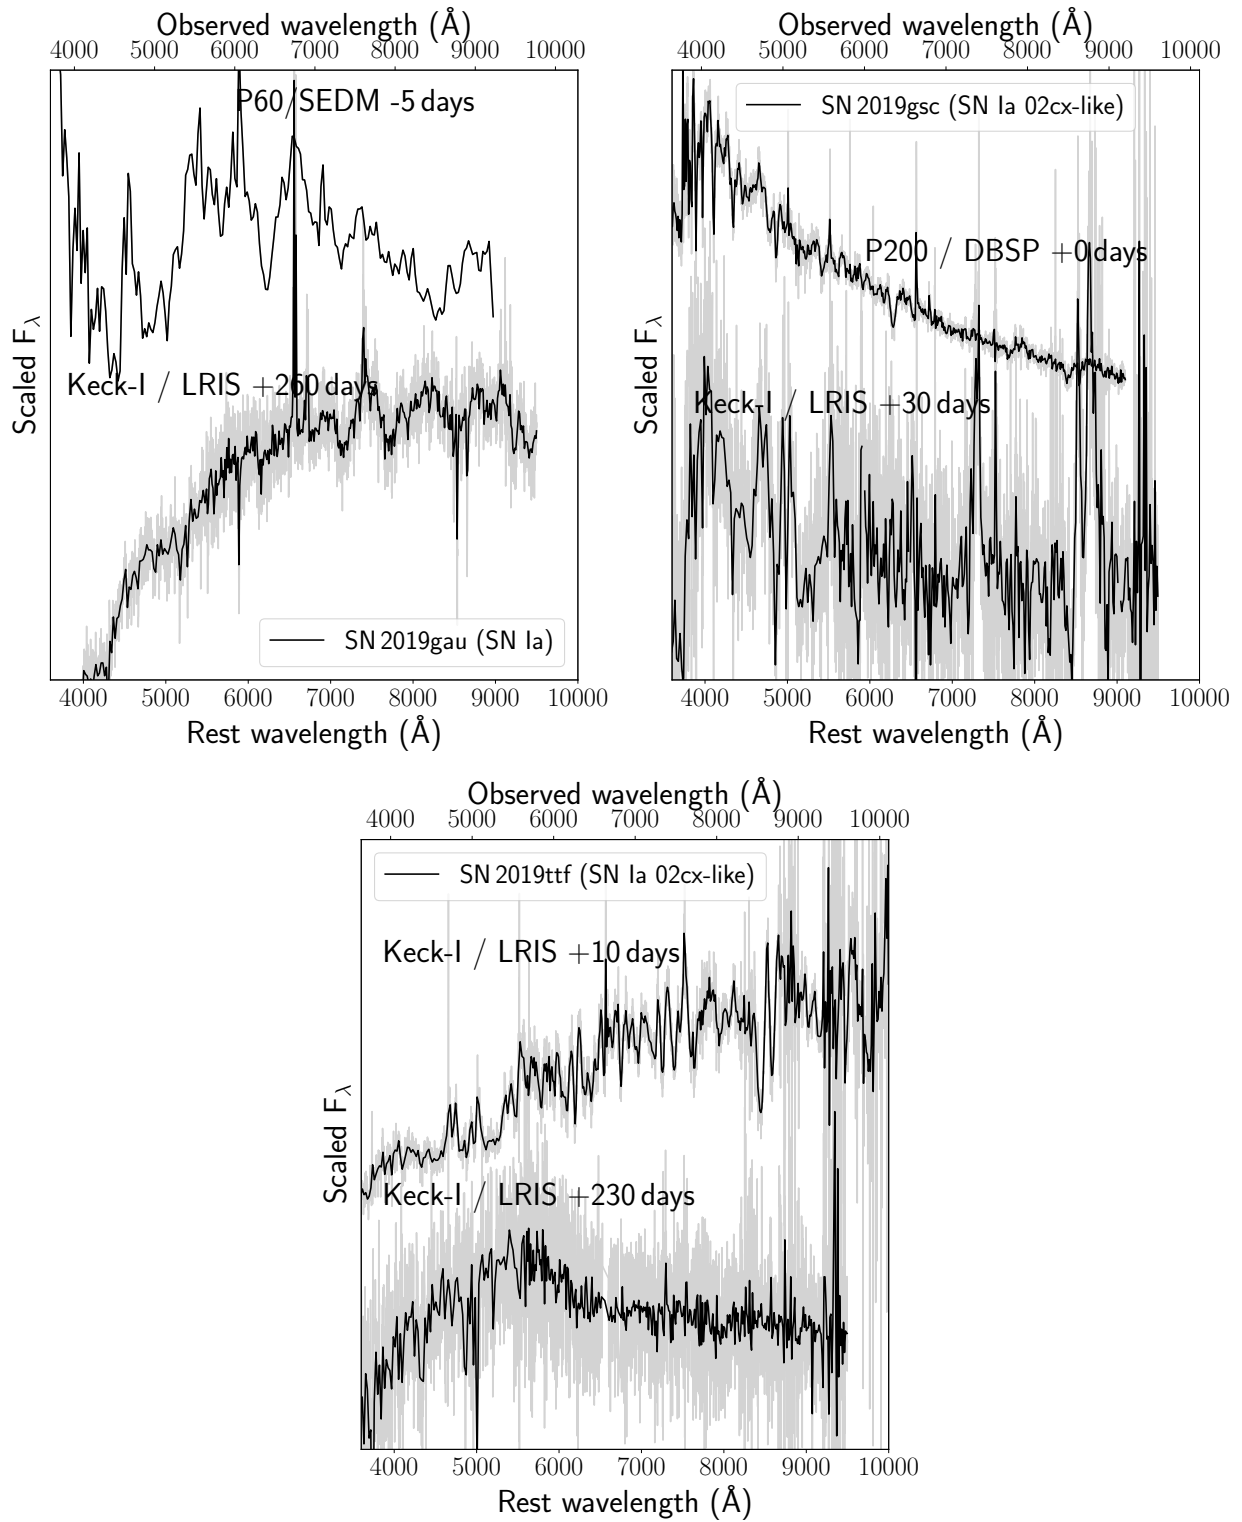 Observed wavelength (Å)
4000 5000 6000 7000 8000 9000 10000
P60/SEDM -5 days
Keck-I / LRIS +260 days
SN 2019gau (SN Ia)
Scaled Fλ
4000 5000 6000 7000 8000 9000 10000
Rest wavelength (Å)
Observed wavelength (Å)
4000 5000 6000 7000 8000 9000 10000
SN 2019gsc (SN Ia 02cx-like)
P200 / DBSP +0 days
Keck-I / LRIS +30 days
Scaled Fλ
4000 5000 6000 7000 8000 9000 10000
Rest wavelength (Å)
Observed wavelength (Å)
4000 5000 6000 7000 8000 9000 10000
SN 2019ttf (SN Ia 02cx-like)
Keck-I / LRIS +10 days
Keck-I / LRIS +230 days
Scaled Fλ
4000 5000 6000 7000 8000 9000 10000
Rest wavelength (Å)